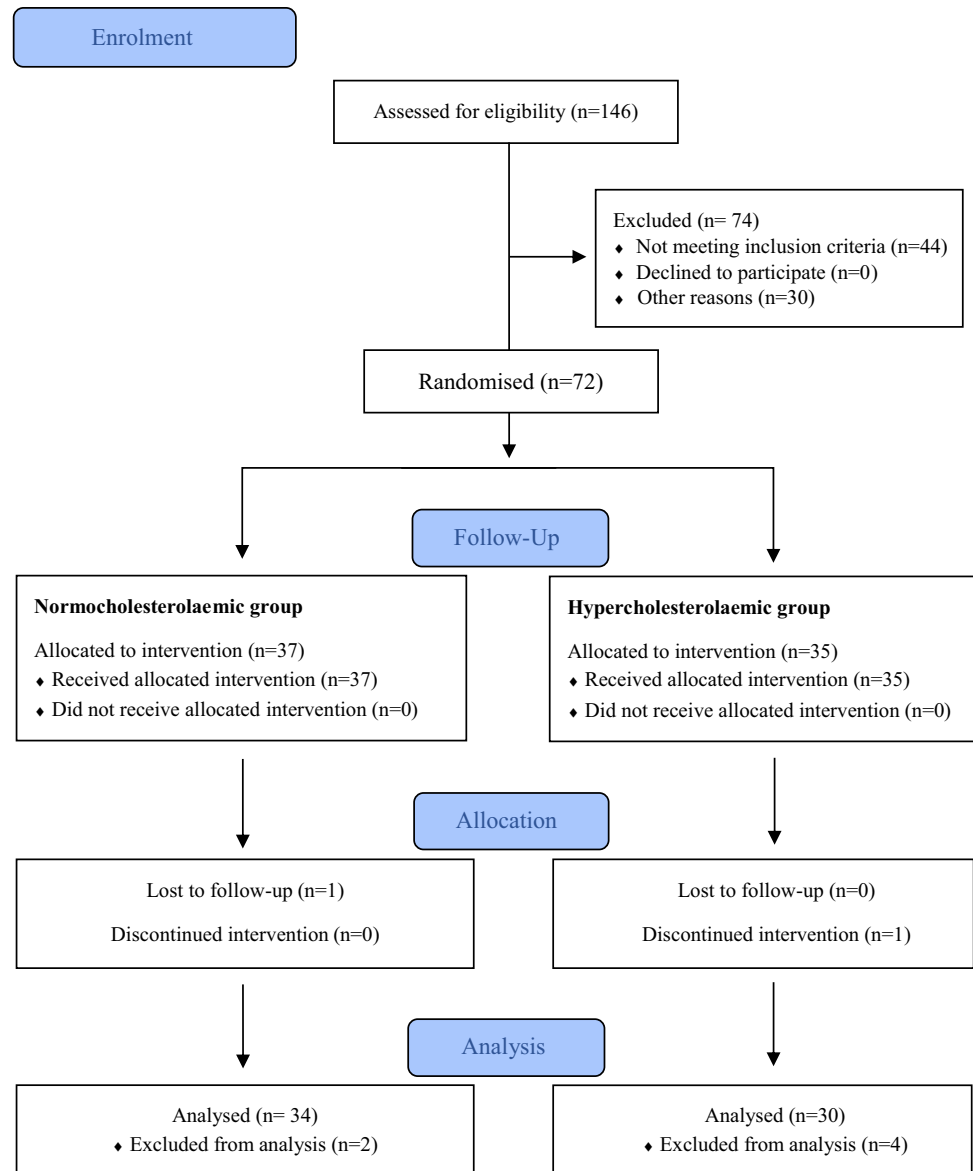 Enrolment
Assessed for eligibility (n=146)
Excluded (n= 74)
♦ Not meeting inclusion criteria (n=44)
♦ Declined to participate (n=0)
♦ Other reasons (n=30)
Randomised (n=72)
Follow-Up
Normocholesterolaemic group
Allocated to intervention (n=37)
♦ Received allocated intervention (n=37)
♦ Did not receive allocated intervention (n=0)
Hypercholesterolaemic group
Allocated to intervention (n=35)
♦ Received allocated intervention (n=35)
♦ Did not receive allocated intervention (n=0)
Allocation
Lost to follow-up (n=1)
Discontinued intervention (n=0)
Lost to follow-up (n=0)
Discontinued intervention (n=1)
Analysis
Analysed (n= 34)
♦ Excluded from analysis (n=2)
Analysed (n=30)
♦ Excluded from analysis (n=4)